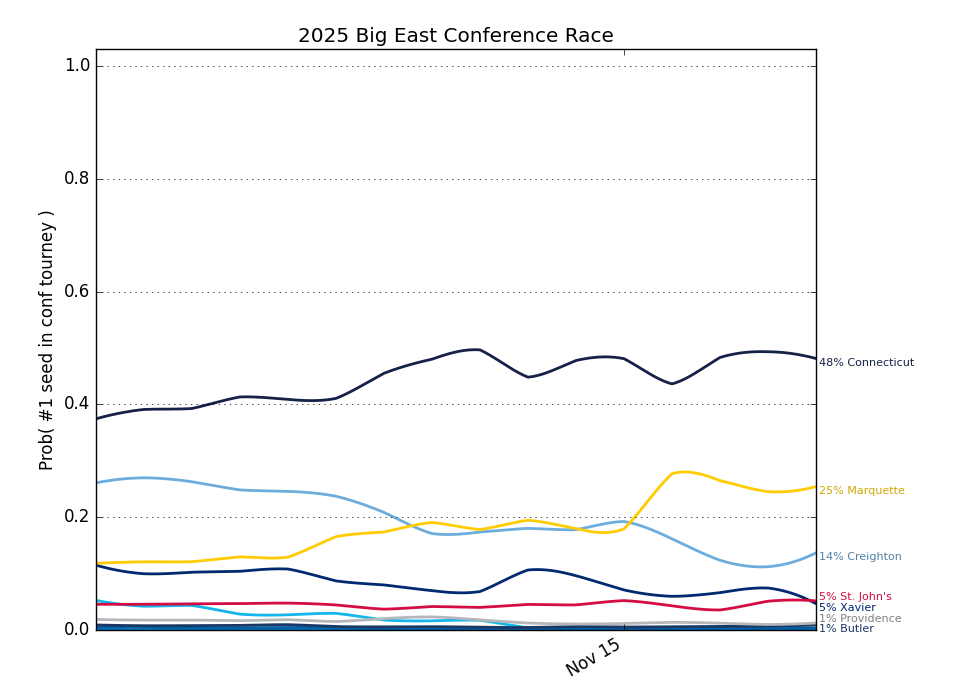 2025 Big East Conference Race
1.0
0.8
0.6
0.4
0.2
0.0
Prob( #1 seed in conf tourney )
Nov 15
48% Connecticut
25% Marquette
14% Creighton
5% St. John's
5% Xavier
1% Providence
1% Butler